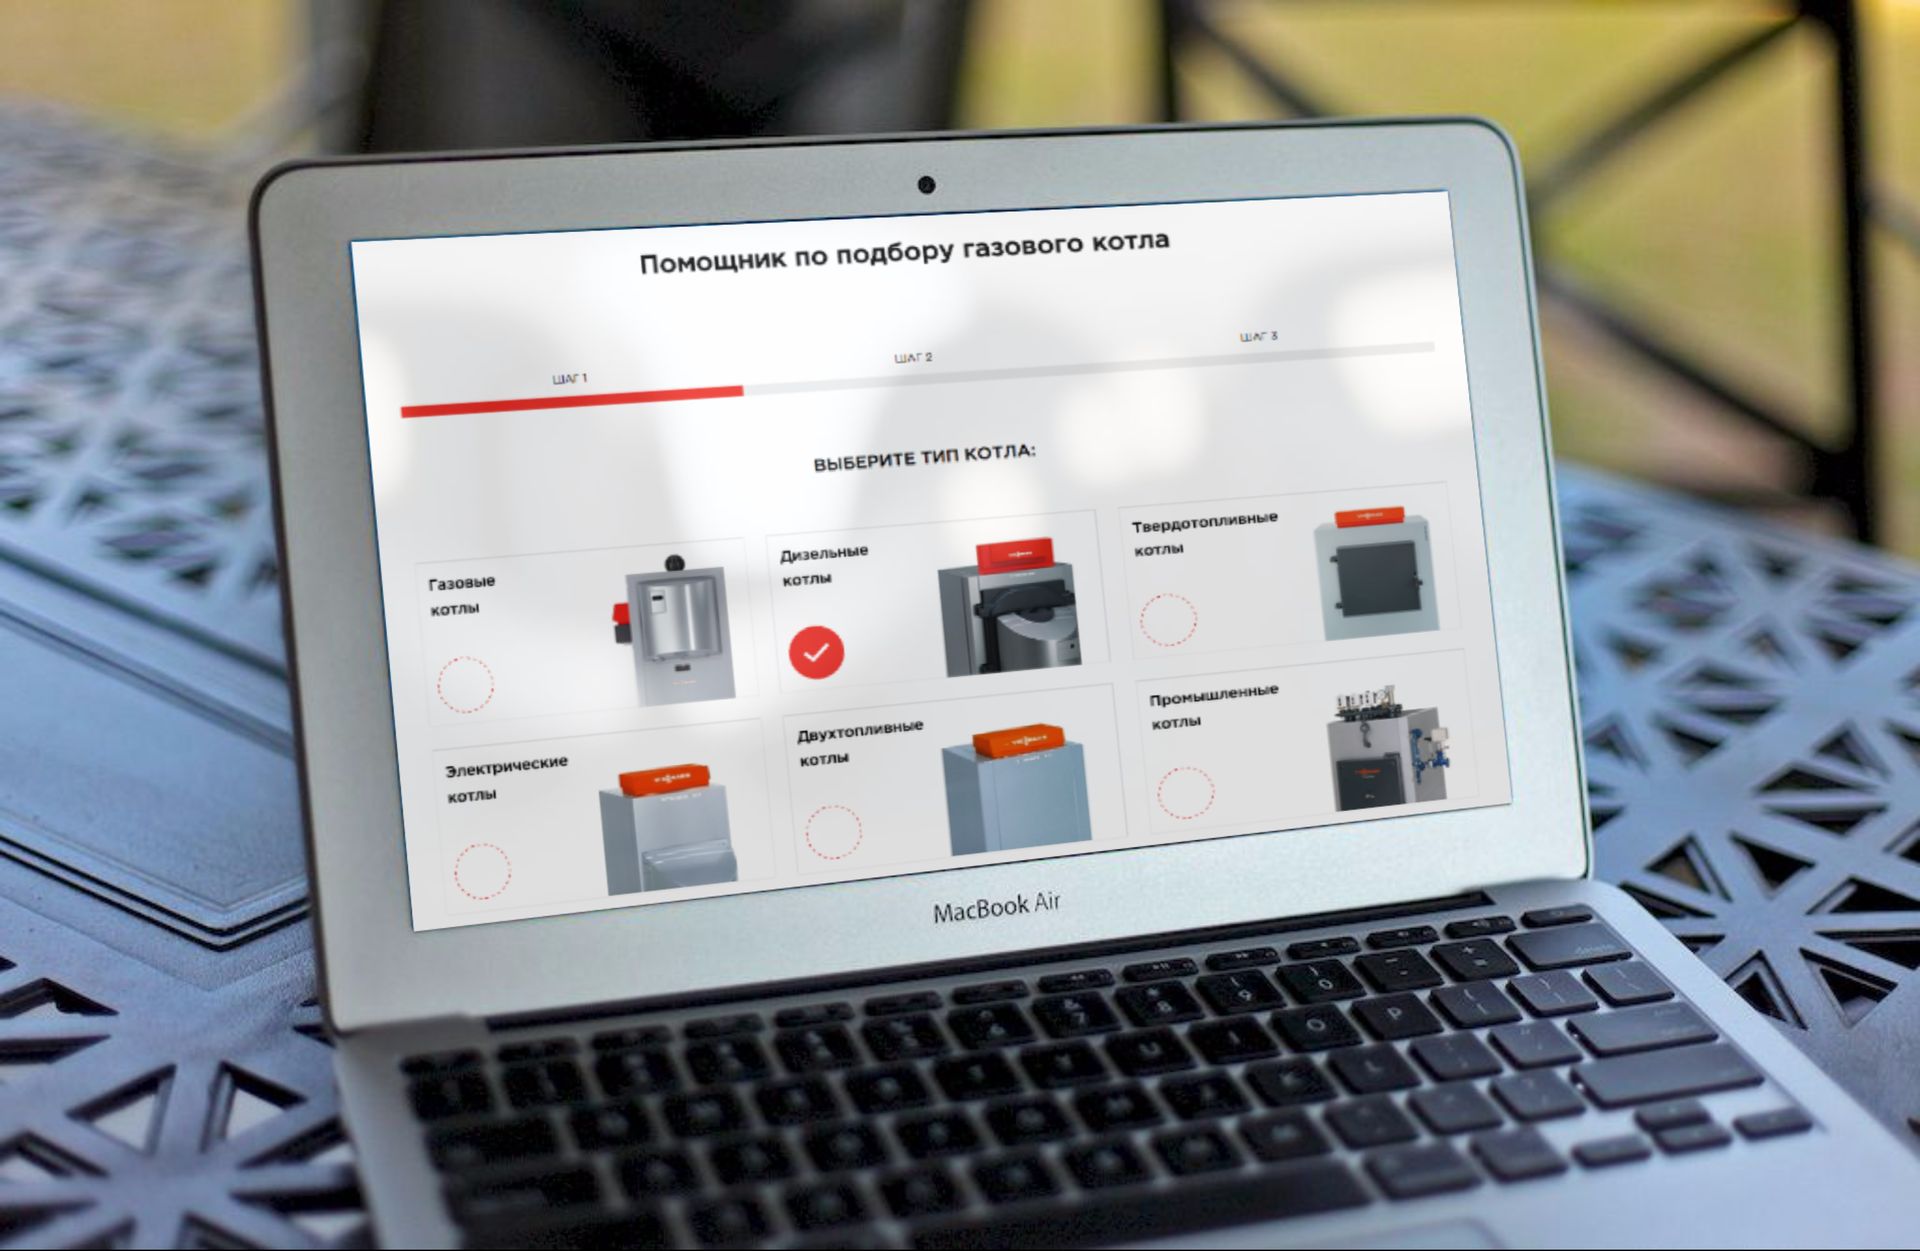 Помощник по подбору газового котла
ШАГ 1
ШАГ 2
ШАГ 3
ВЫБЕРИТЕ ТИП КОТЛА:
Газовые
котлы
Дизельные
котлы
Твердотопливные
котлы
Электрические
котлы
Двухтопливные
котлы
Промышленные
котлы
MacBook Air
delete